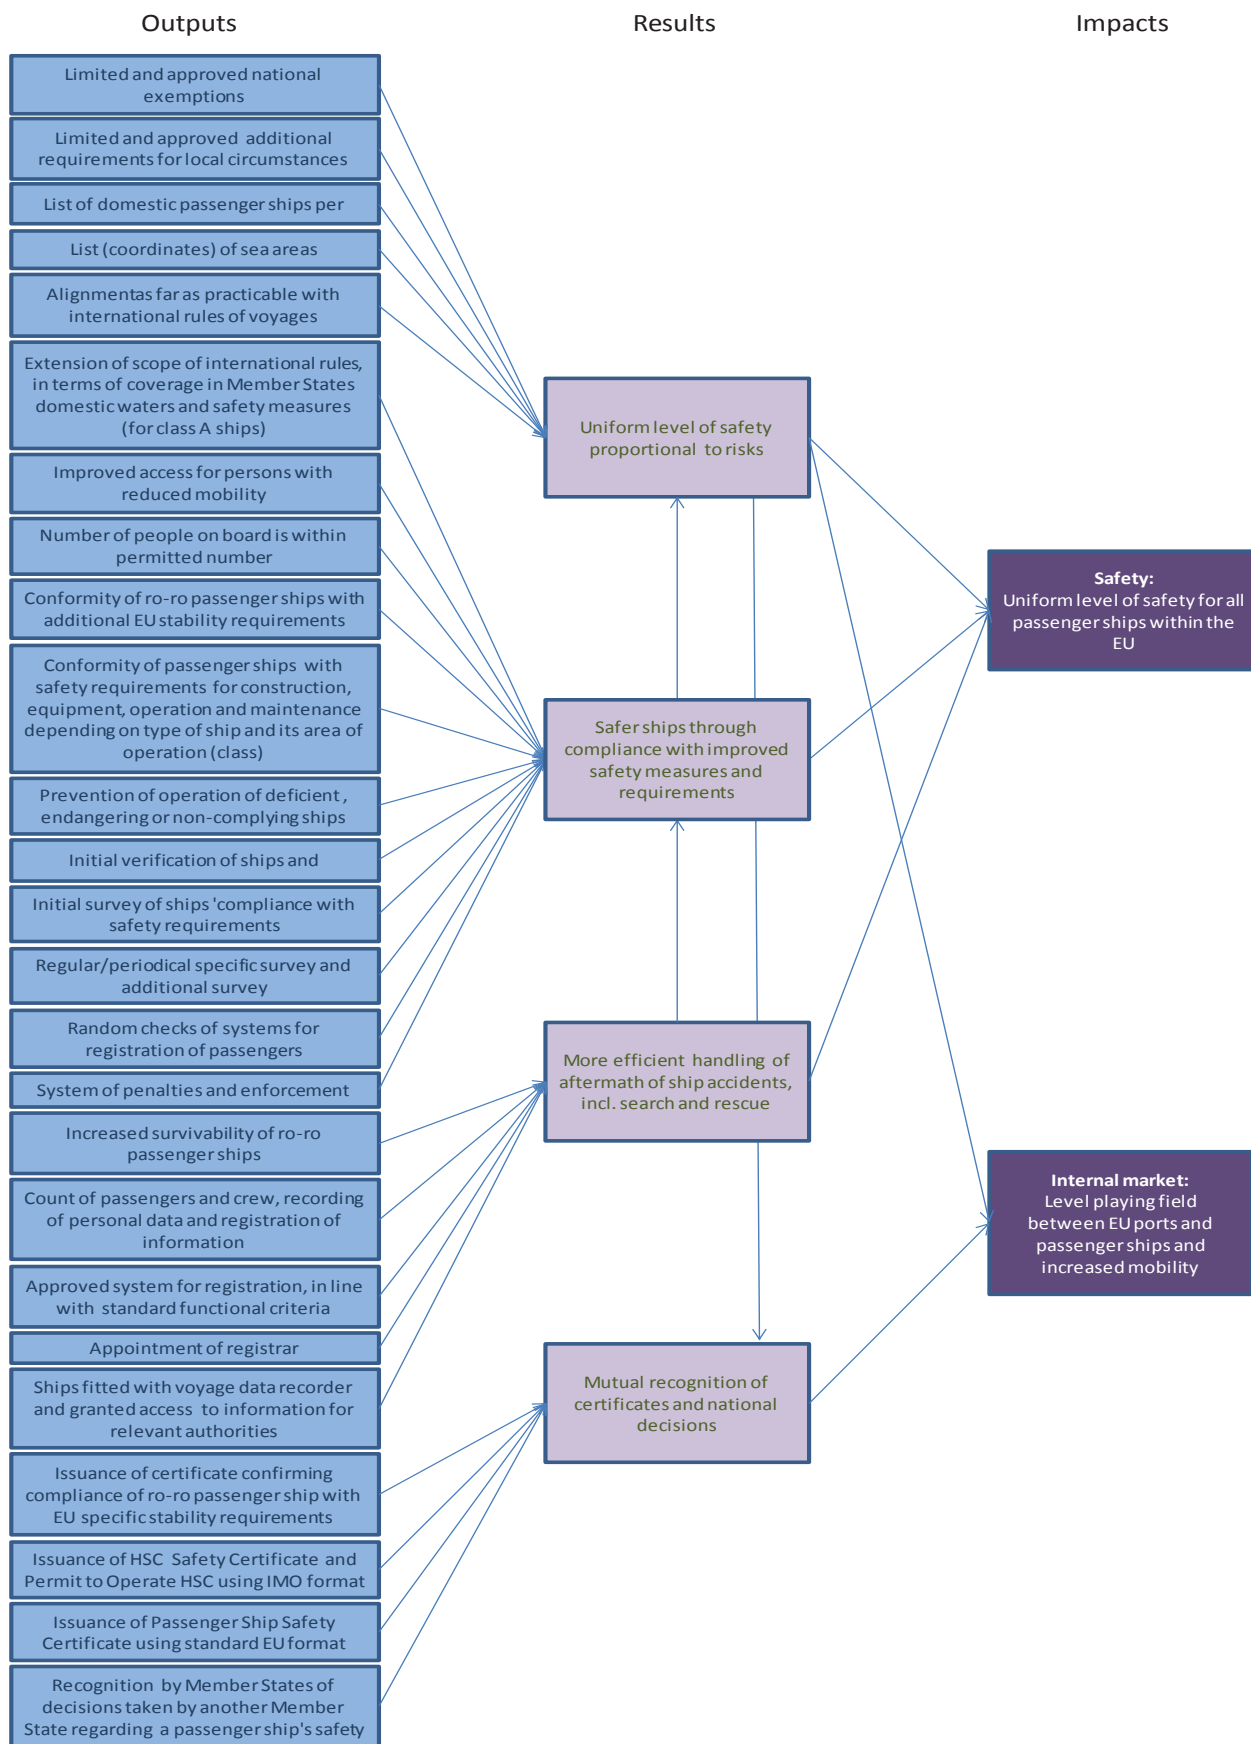 Outputs
Results
Impacts
Limited and approved national
exemptions
Limited and approved additional
requirements for local circumstances
List of domestic passenger ships per
List (coordinates) of sea areas
Alignmentas far as practicable with
international rules of voyages
Extension of scope of international rules,
in terms of coverage in Member States
domestic waters and safety measures
(for class A ships)
Improved access for persons with
reduced mobility
Number of people on board is within
permitted number
Conformity of ro-ro passenger ships with
additional EU stability requirements
Conformity of passenger ships with
safety requirements for construction,
equipment, operation and maintenance
depending on type of ship and its area of
operation (class)
Prevention of operation of deficient ,
endangering or non-complying ships
Initial verification of ships and
Initial survey of ships 'compliance with
safety requirements
Regular/periodical specific survey and
additional survey
Random checks of systems for
registration of passengers
System of penalties and enforcement
Increased survivability of ro-ro
passenger ships
Count of passengers and crew, recording
of personal data and registration of
information
Approved system for registration, in line
with standard functional criteria
Appointment of registrar
Ships fitted with voyage data recorder
and granted access to information for
relevant authorities
Issuance of certificate confirming
compliance of ro-ro passenger ship with
EU specific stability requirements
Issuance of HSC Safety Certificate and
Permit to Operate HSC using IMO format
Issuance of Passenger Ship Safety
Certificate using standard EU format
Recognition by Member States of
decisions taken by another Member
State regarding a passenger ship's safety
Uniform level of safety
proportional to risks
Safer ships through
compliance with improved
safety measures and
requirements
More efficient handling of
aftermath of ship accidents,
incl. search and rescue
Mutual recognition of
certificates and national
decisions
Safety:
Uniform level of safety for all
passenger ships within the
EU
Internal market:
Level playing field
between EU ports and
passenger ships and
increased mobility